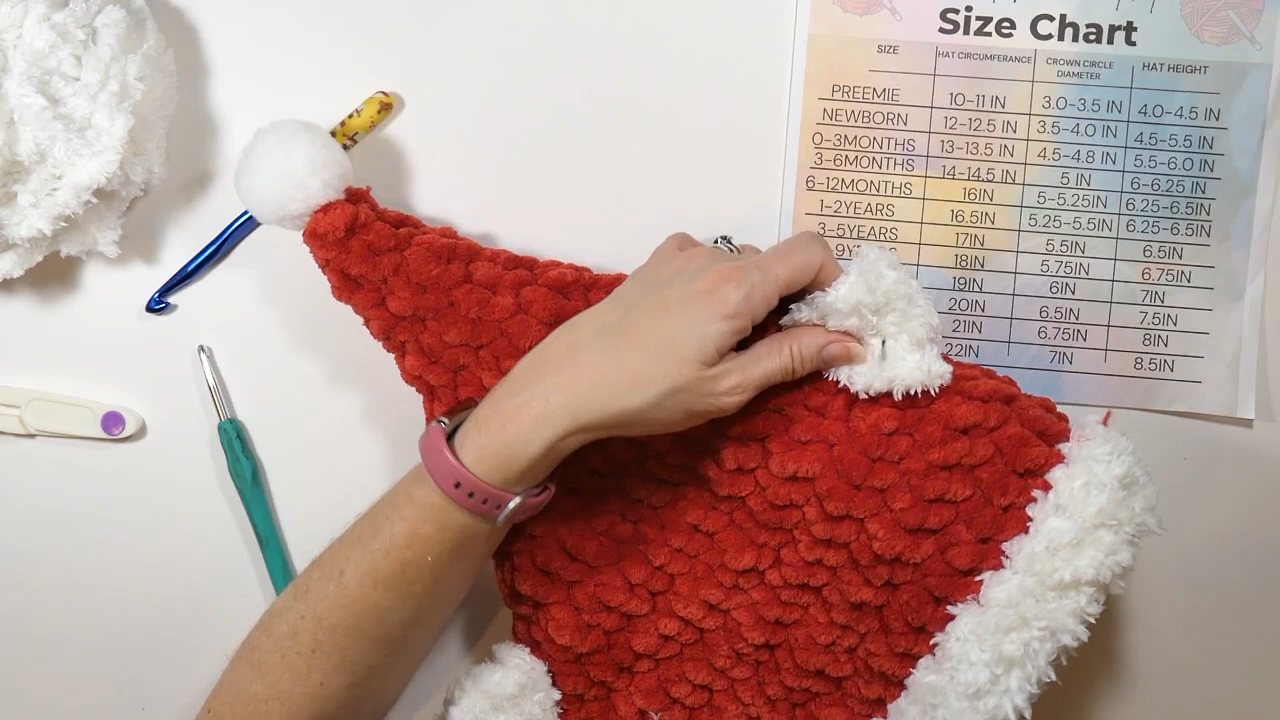 Size Chart
SIZE HAT CIRCUMFERANCE CROWN CIRCLE DIAMETER HAT HEIGHT
PREEMIE 10-11 IN 3.0-3.5 IN 4.0-4.5 IN
NEWBORN 12-12.5 IN 3.5-4.0 IN 4.5-5.5 IN
0-3MONTHS 13-13.5 IN 4.5-4.8 IN 5.5-6.0 IN
3-6MONTHS 14-14.5 IN 5 IN 6-6.25 IN
6-12MONTHS 16IN 5-5.25IN 6.25-6.5IN
1-2YEARS 16.5IN 5.25-5.5IN 6.25-6.5IN
3-5YEARS 17IN 5.5IN 6.5IN
18IN 5.75IN 6.75IN
19IN 6IN 7IN
20IN 6.5IN 7.5IN
21IN 6.75IN 8IN
22IN 7IN 8.5IN